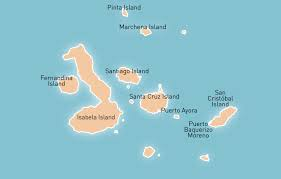 Pinta Island
Marchena Island
Fernandina
Island
Santiago Island
Santa Cruz Island
Puerto Ayora
San
Cristóbal
Island
Isabela Island
Puerto
Baquerizo
Moreno